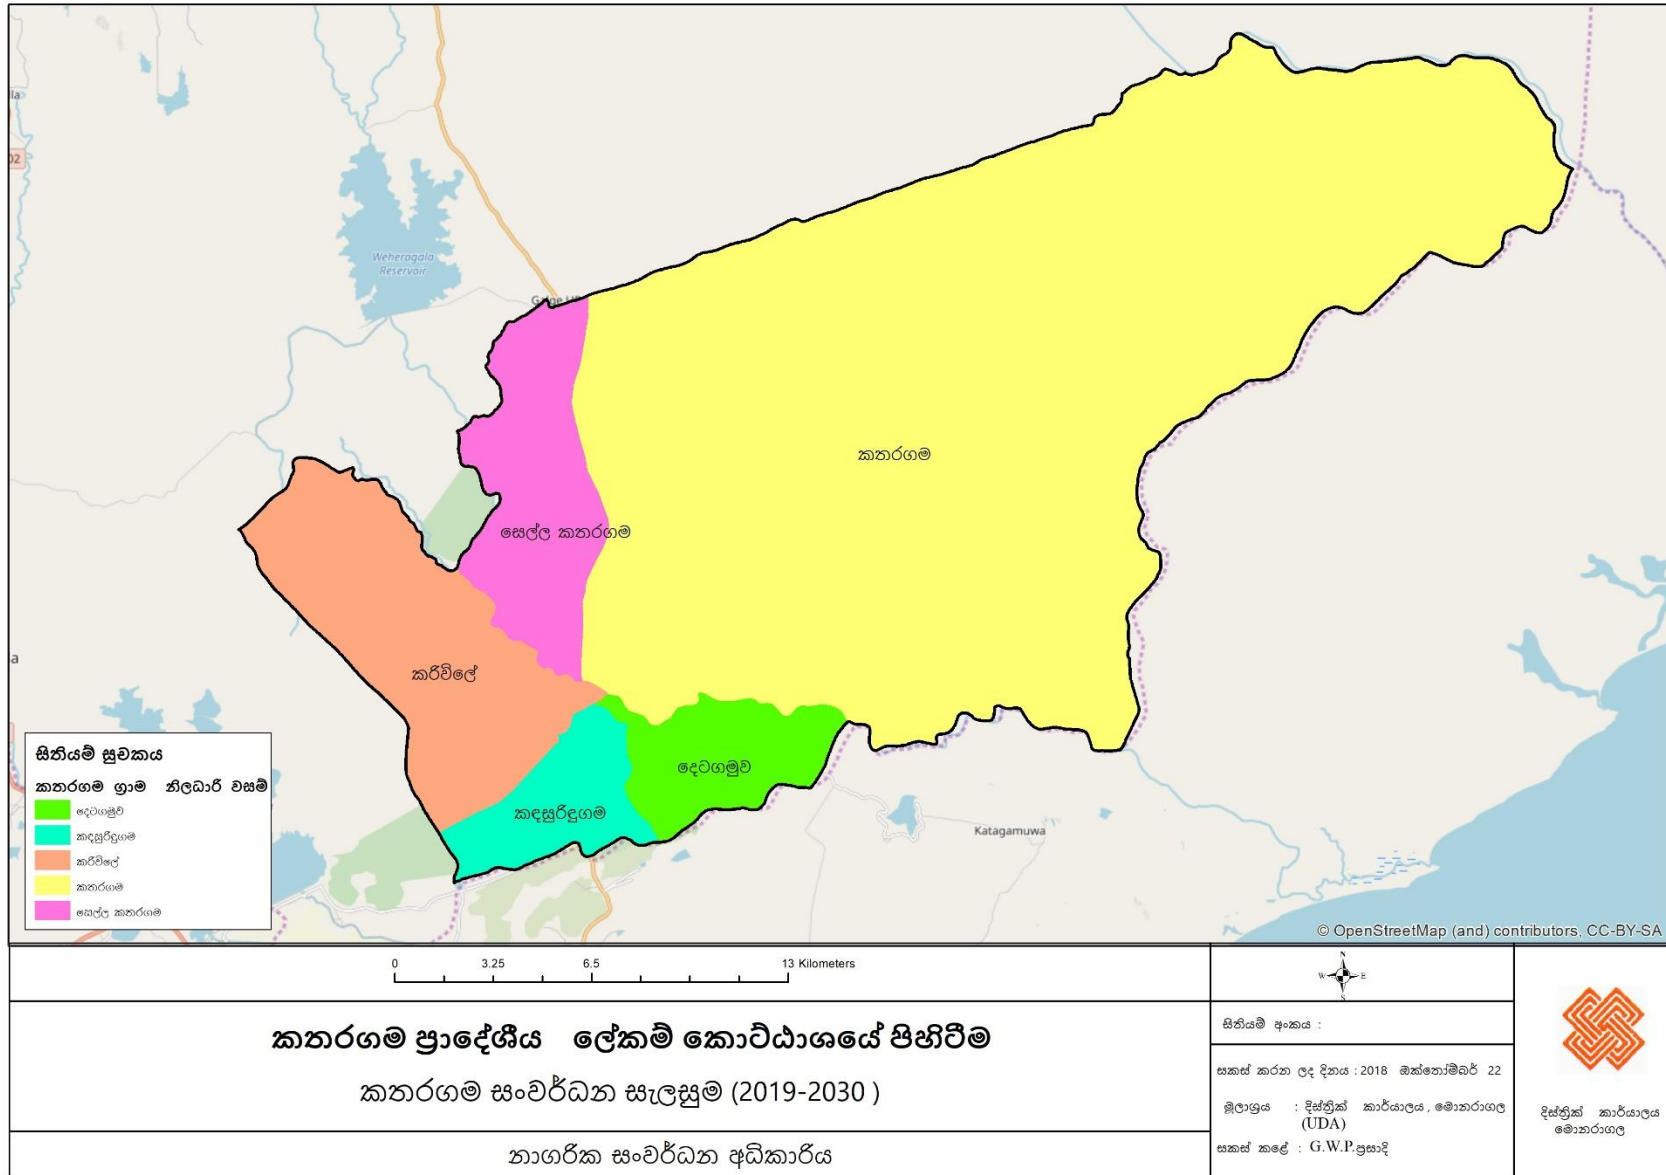 02
Weheragala
Reservoir
කතරගම
සෙල්ල කතරගම
කරිවිලේ
දෙටගමුව
කඳසුරිඳුගම
Katagamuwa
සිතියම් සූචකය
කතරගම ග්‍රාම නිලධාරී වසම්
දෙටගමුව
කඳසුරිඳුගම
කරිවිලේ
කතරගම
සෙල්ල කතරගම
© OpenStreetMap (and) contributors, CC-BY-SA
0 3.25 6.5 13 Kilometers
N
W E
S
කතරගම ප්‍රාදේශීය ලේකම් කොට්ඨාශයේ පිහිටීම
කතරගම සංවර්ධන සැලසුම (2019-2030 )
නාගරික සංවර්ධන අධිකාරිය
සිතියම් අංකය :
සකස් කරන ලද දිනය : 2018 ඔක්තෝම්බර් 22
මූලාශ්‍රය : දිස්ත්‍රික් කාර්යාලය , මොනරාගල
(UDA)
සකස් කළේ : G.W.P.ප්‍රසාදි
දිස්ත්‍රික් කාර්යාලය
මොනරාගල